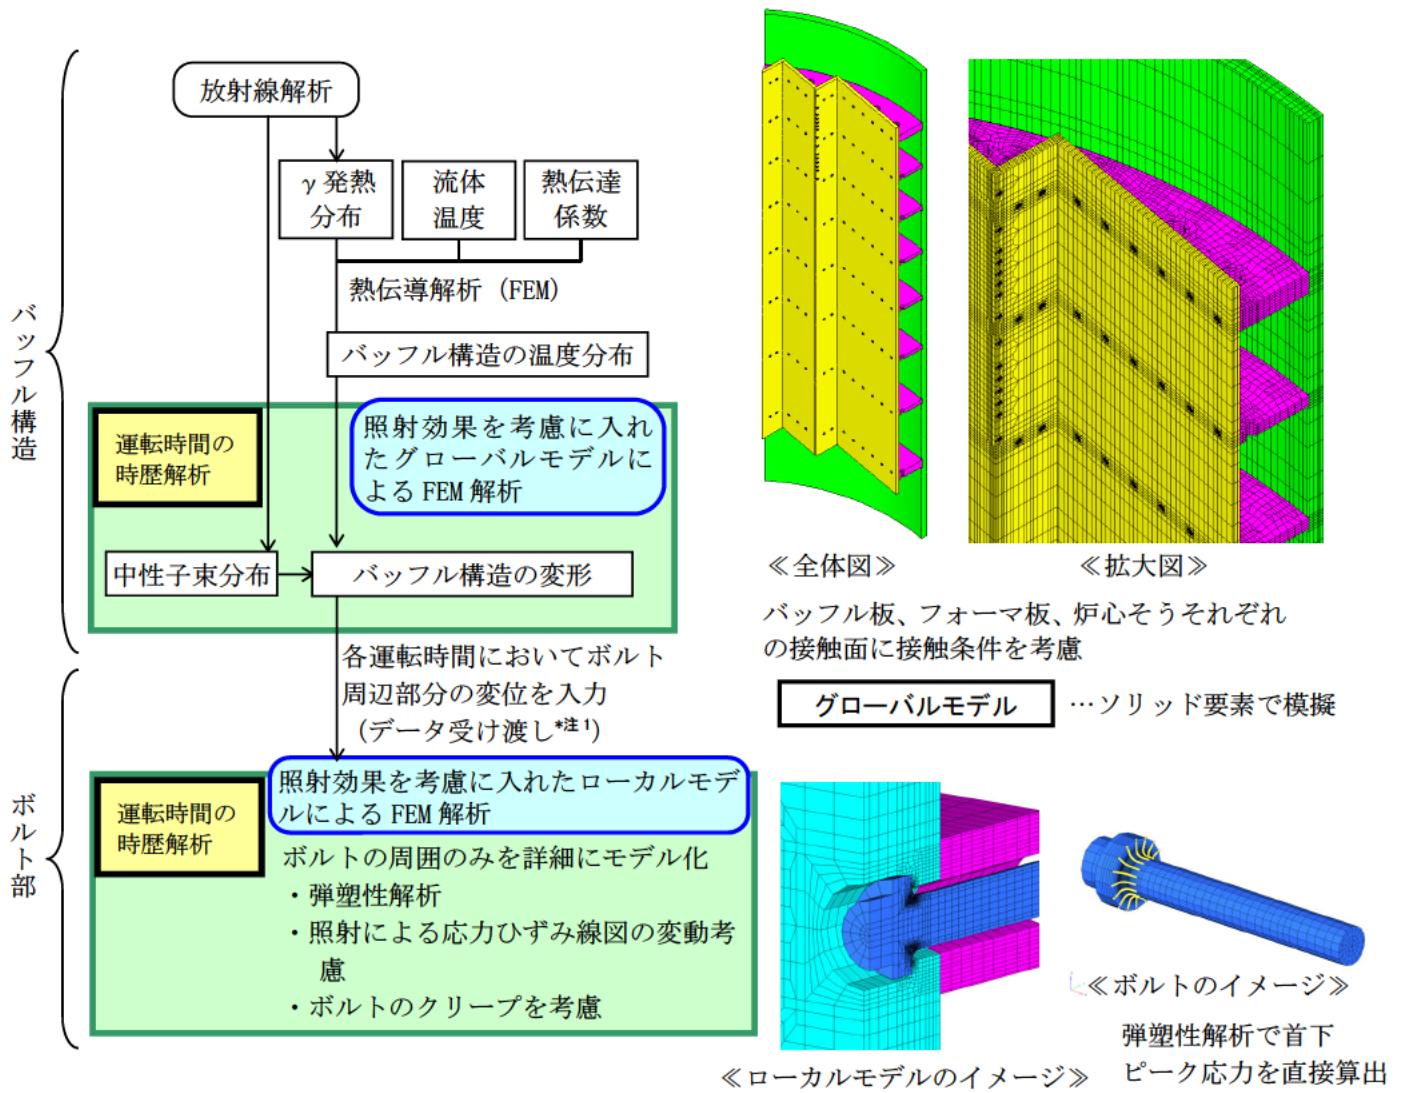 バッフル構造
放射線解析
γ発熱
分布
流体
温度
熱伝達
係数
熱伝導解析 (FEM)
バッフル構造の温度分布
運転時間の
時歴解析
照射効果を考慮に入れ
たグローバルモデルに
よる FEM 解析
中性子束分布
バッフル構造の変形
各運転時間においてボルト
周辺部分の変位を入力
(データ受け渡し*注1)
ボルト部
運転時間の
時歴解析
照射効果を考慮に入れたローカルモデ
ルによる FEM 解析
ボルトの周囲のみを詳細にモデル化
・弾塑性解析
・照射による応力ひずみ線図の変動考
慮
・ボルトのクリープを考慮
≪全体図≫
≪拡大図≫
バッフル板、フォーマ板、炉心そうそれぞれ
の接触面に接触条件を考慮
グローバルモデル
…ソリッド要素で模擬
≪ローカルモデルのイメージ≫
≪ボルトのイメージ≫
弾塑性解析で首下
ピーク応力を直接算出